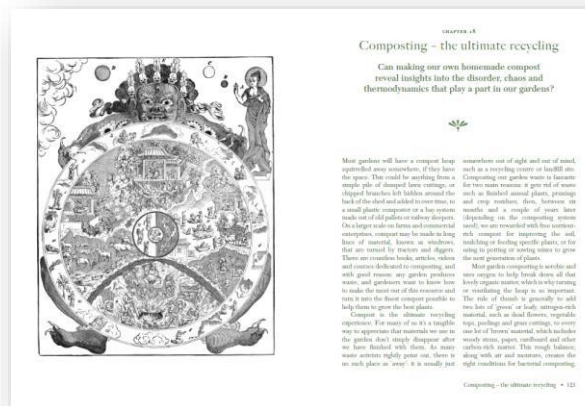 CHAPTER 18
Composting – the ultimate recycling
Can making our own homemade compost
reveal insights into the disorder, chaos and
thermodynamics that play a part in our gardens?
Most gardens will have a compost heap
squirrelled away somewhere, if they have
the space. This could be anything from a
simple pile of dumped lawn cuttings, or
chipped branches left hidden around the
back of the shed and added to over time, to
a small plastic composter or a bay system
made out of old pallets or railway sleepers.
On a larger scale on farms and commercial
enterprises, compost may be made in long
lines of material, known as windrows,
that are turned by tractors and diggers.
There are countless books, articles, videos
and courses dedicated to composting, and
with good reason: any garden produces
waste, and gardeners want to know how
to make the most out of this resource and
turn it into the finest compost possible to
help them to grow the best plants.
Compost is the ultimate recycling
experience. For many of us it's a tangible
way to appreciate that materials we use in
the garden don't simply disappear after
we have finished with them. As many
waste activists rightly point out, there is
no such place as 'away': it is usually just
somewhere out of sight and out of mind,
such as a recycling centre or landfill site.
Composting our garden waste is fantastic
for two main reasons: it gets rid of waste
such as finished annual plants, prunings
and crop residues; then, between six
months and a couple of years later
(depending on the composting system
used), we are rewarded with free nutrient-
rich compost for improving the soil,
mulching or feeding specific plants, or for
using in potting or sowing mixes to grow
the next generation of plants.
Most garden composting is aerobic and
uses oxygen to help break down all that
lovely organic matter, which is why turning
or ventilating the heap is so important.
The rule of thumb is generally to add
two lots of 'green' or leafy, nitrogen-rich
material, such as dead flowers, vegetable
tops, peelings and grass cuttings, to every
one lot of 'brown' material, which includes
woody stems, paper, cardboard and other
carbon-rich matter. This rough balance,
along with air and moisture, creates the
right conditions for bacterial composting.
Composting – the ultimate recycling • 123